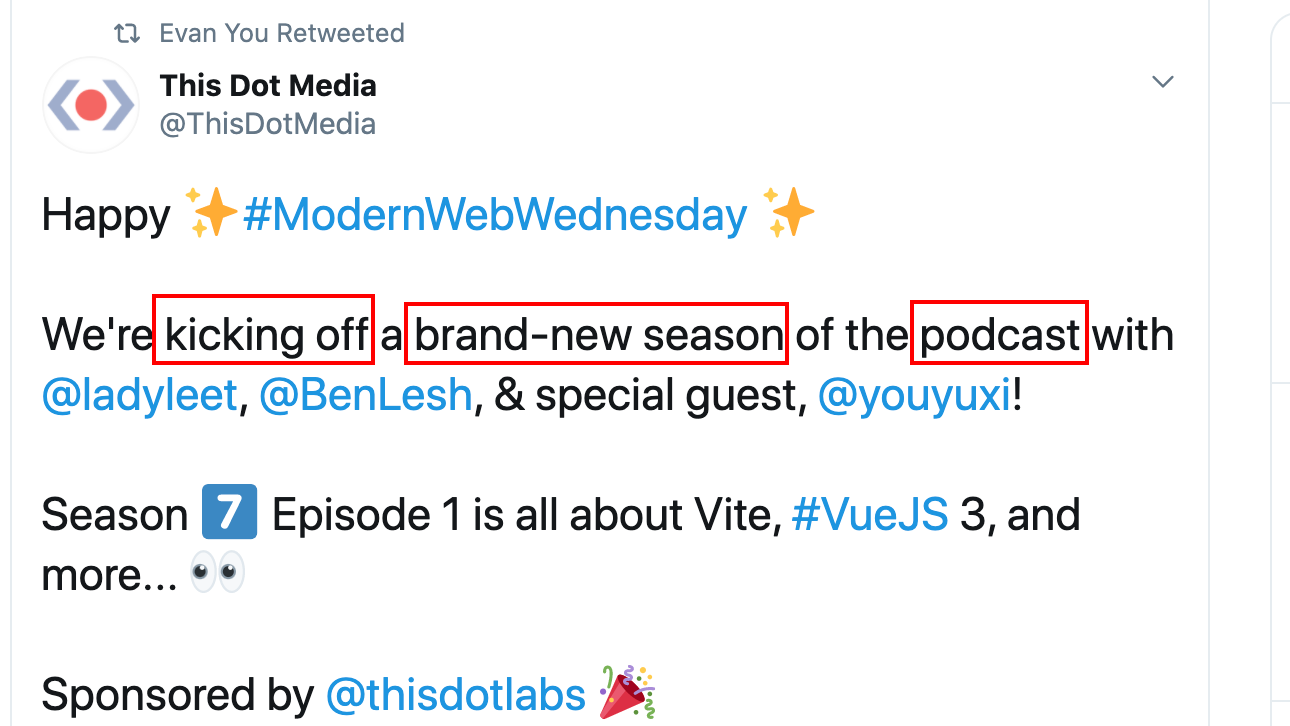 Evan You Retweeted
This Dot Media
@ThisDotMedia
Happy ✨#ModernWebWednesday ✨
We're kicking off a brand-new season of the podcast with
@ladyleet, @BenLesh, & special guest, @youyuxi!
Season 7️⃣ Episode 1 is all about Vite, #VueJS 3, and
more... 👀
Sponsored by @thisdotlabs 🎉